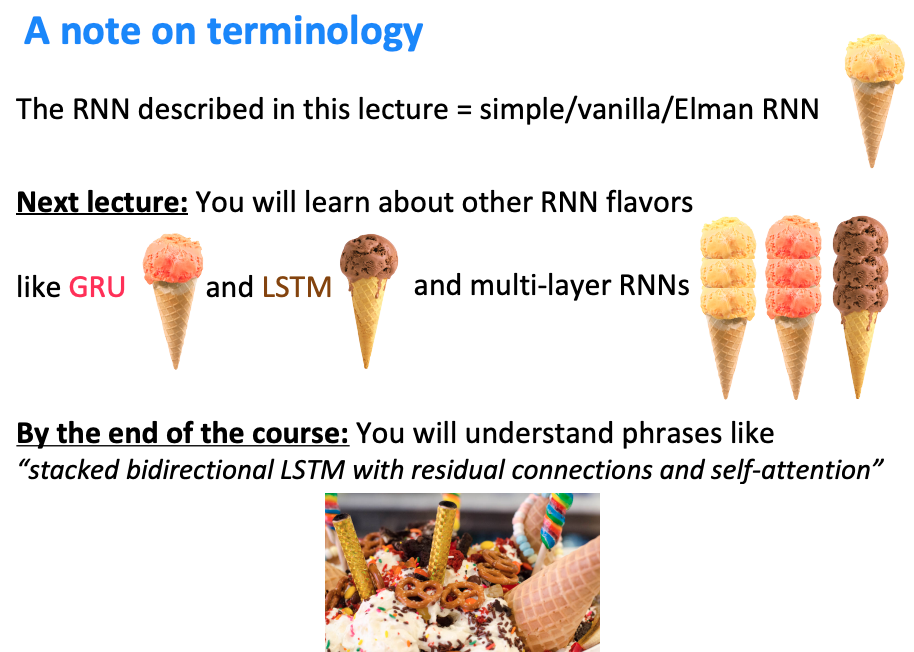 A note on terminology
The RNN described in this lecture = simple/vanilla/Elman RNN
Next lecture: You will learn about other RNN flavors
like GRU and LSTM and multi-layer RNNs
By the end of the course: You will understand phrases like
“stacked bidirectional LSTM with residual connections and self-attention”